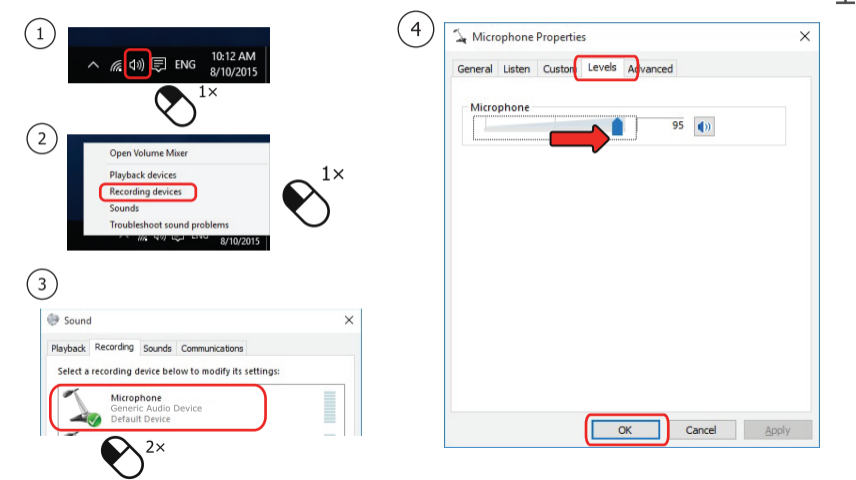 1
ENG
10:12 AM
8/10/2015
1×
2
Open Volume Mixer
Playback devices
Recording devices
Sounds
Troubleshoot sound problems
ENG
8/10/2015
1×
3
Sound
Playback Recording Sounds Communications
Select a recording device below to modify its settings:
Microphone
Generic Audio Device
Default Device
2×
4
Microphone Properties
General Listen Custom Levels Advanced
Microphone
95
OK Cancel Apply